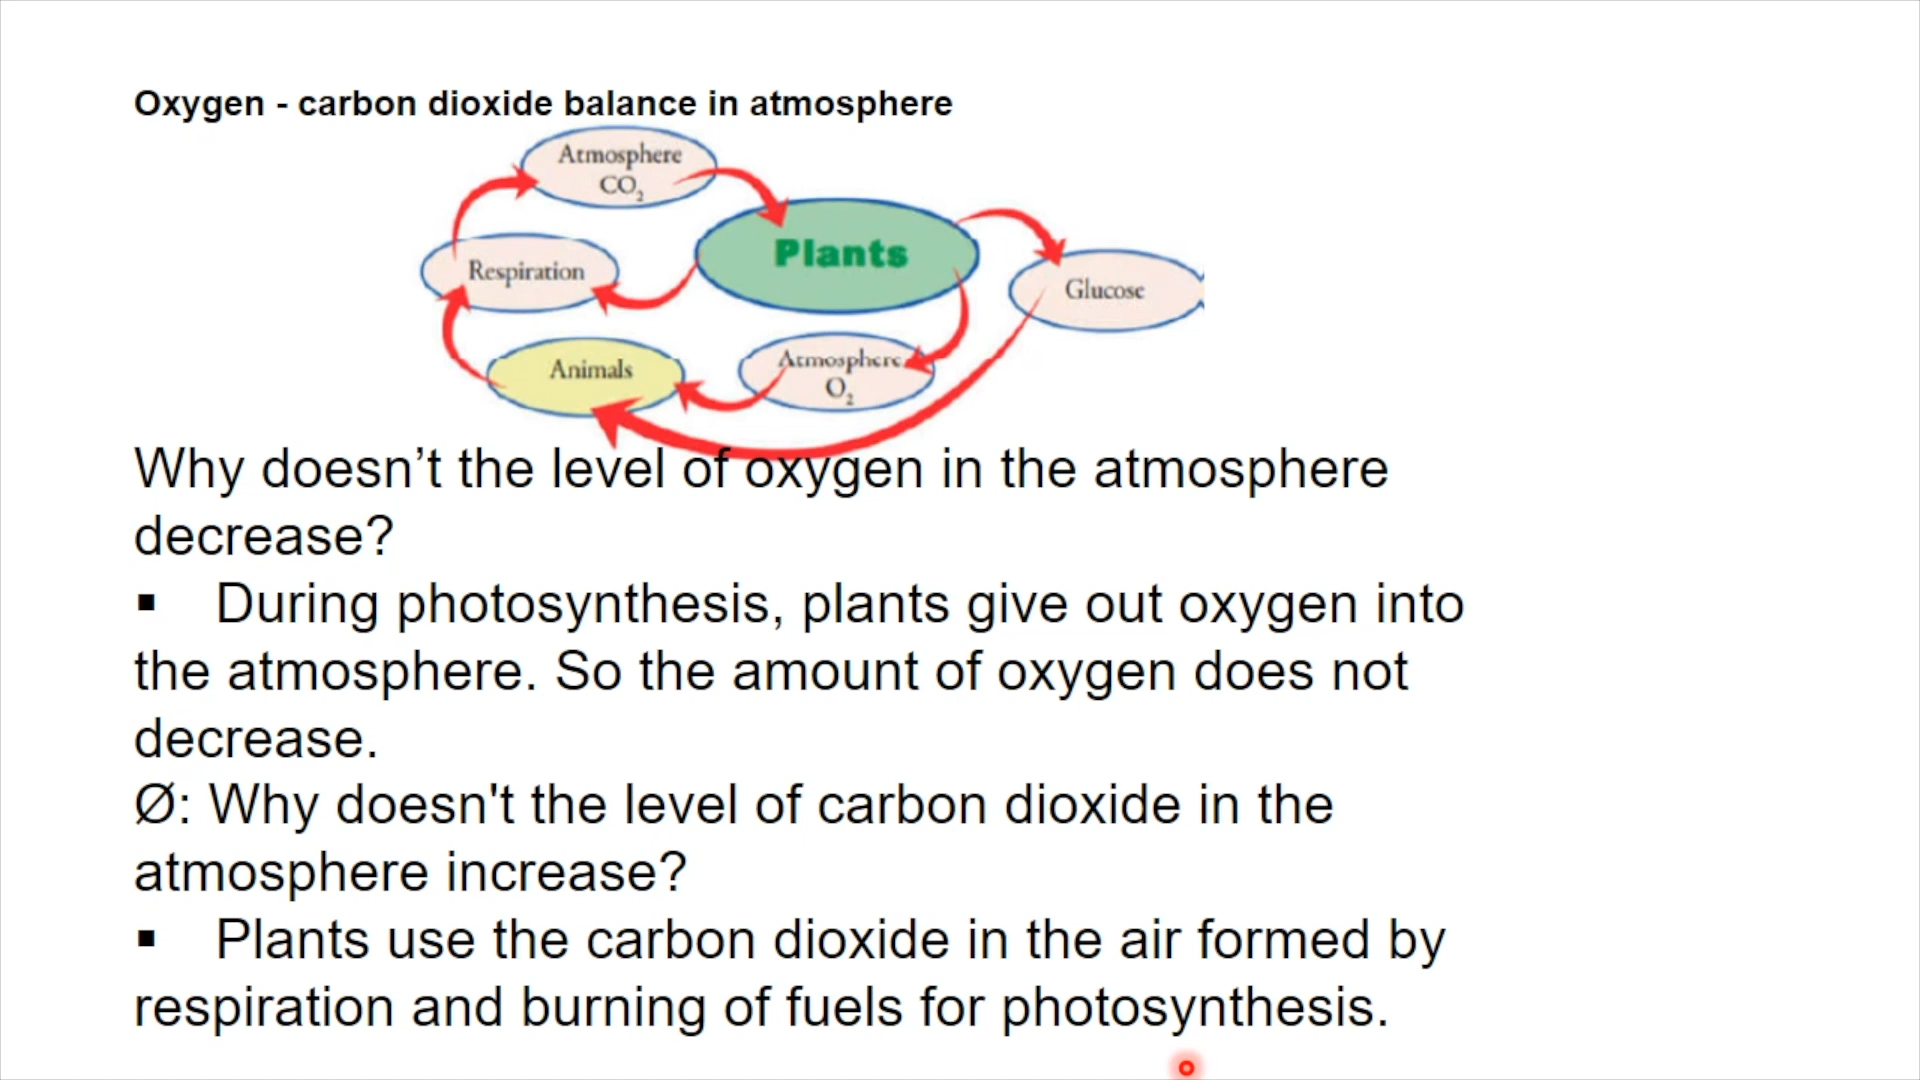 Oxygen - carbon dioxide balance in atmosphere
Atmosphere
CO₂
Plants
Respiration
Glucose
Animals
Atmosphere
O₂
Why doesn’t the level of oxygen in the atmosphere
decrease?
▪ During photosynthesis, plants give out oxygen into
the atmosphere. So the amount of oxygen does not
decrease.
Ø: Why doesn't the level of carbon dioxide in the
atmosphere increase?
▪ Plants use the carbon dioxide in the air formed by
respiration and burning of fuels for photosynthesis.